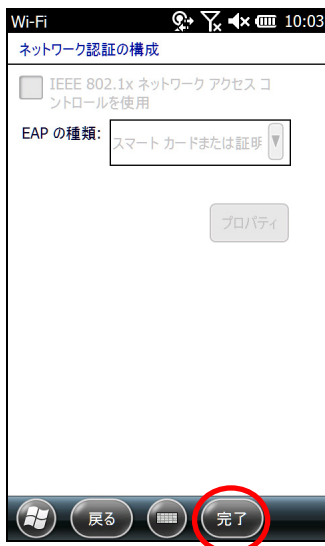 Wi-Fi 10:03
ネットワーク認証の構成
IEEE 802.1x ネットワーク アクセス コ
ントロールを使用
EAP の種類:
スマート カードまたは証明
プロパティ
戻る 完了